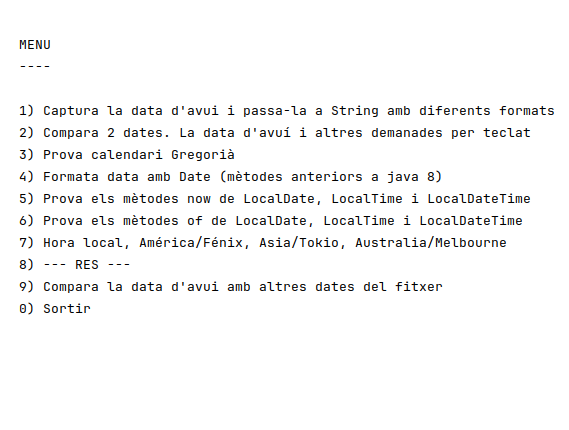 MENU
----
1) Captura la data d'avui i passa-la a String amb diferents formats
2) Compara 2 dates. La data d'avuí i altres demanades per teclat
3) Prova calendari Gregorià
4) Formata data amb Date (mètodes anteriors a java 8)
5) Prova els mètodes now de LocalDate, LocalTime i LocalDateTime
6) Prova els mètodes of de LocalDate, LocalTime i LocalDateTime
7) Hora local, América/Fénix, Asia/Tokio, Australia/Melbourne
8) --- RES ---
9) Compara la data d'avui amb altres dates del fitxer
0) Sortir